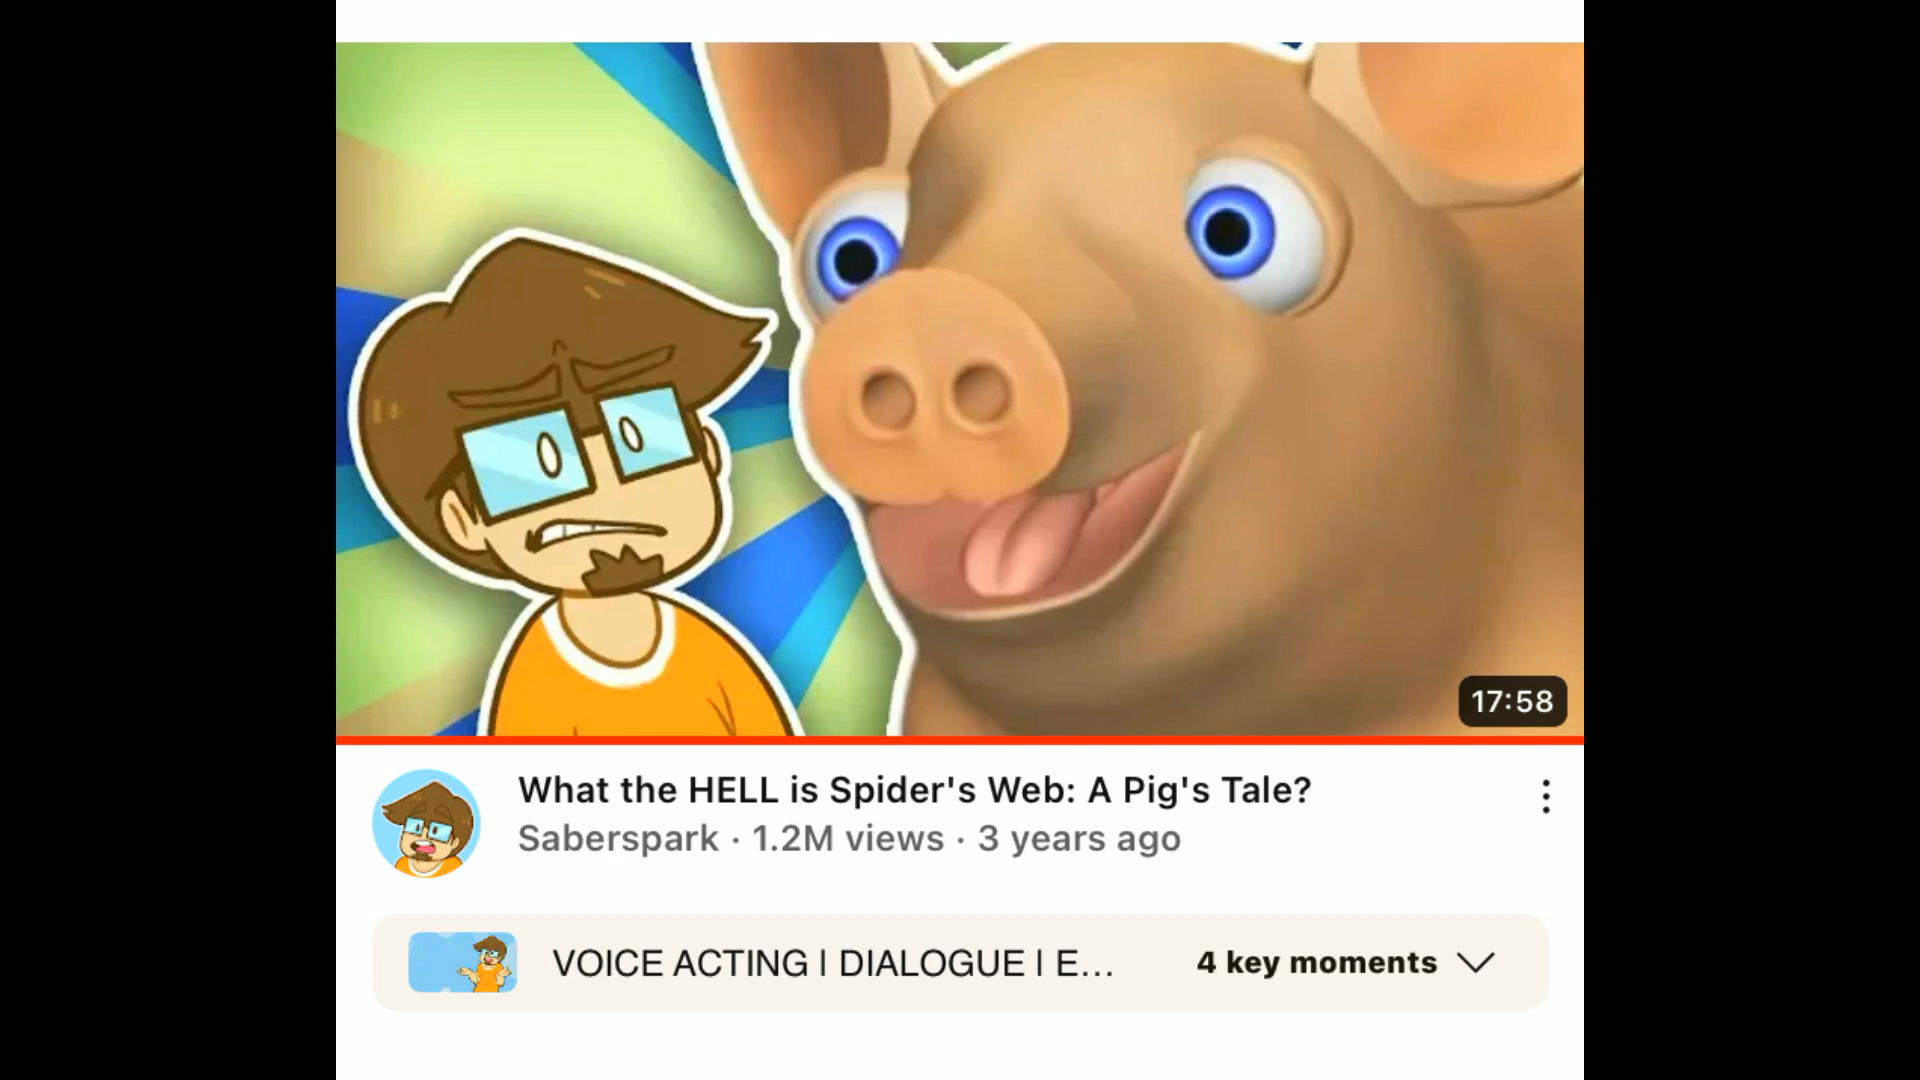 17:58
What the HELL is Spider's Web: A Pig's Tale?
Saberspark · 1.2M views · 3 years ago
VOICE ACTING | DIALOGUE | E... 4 key moments